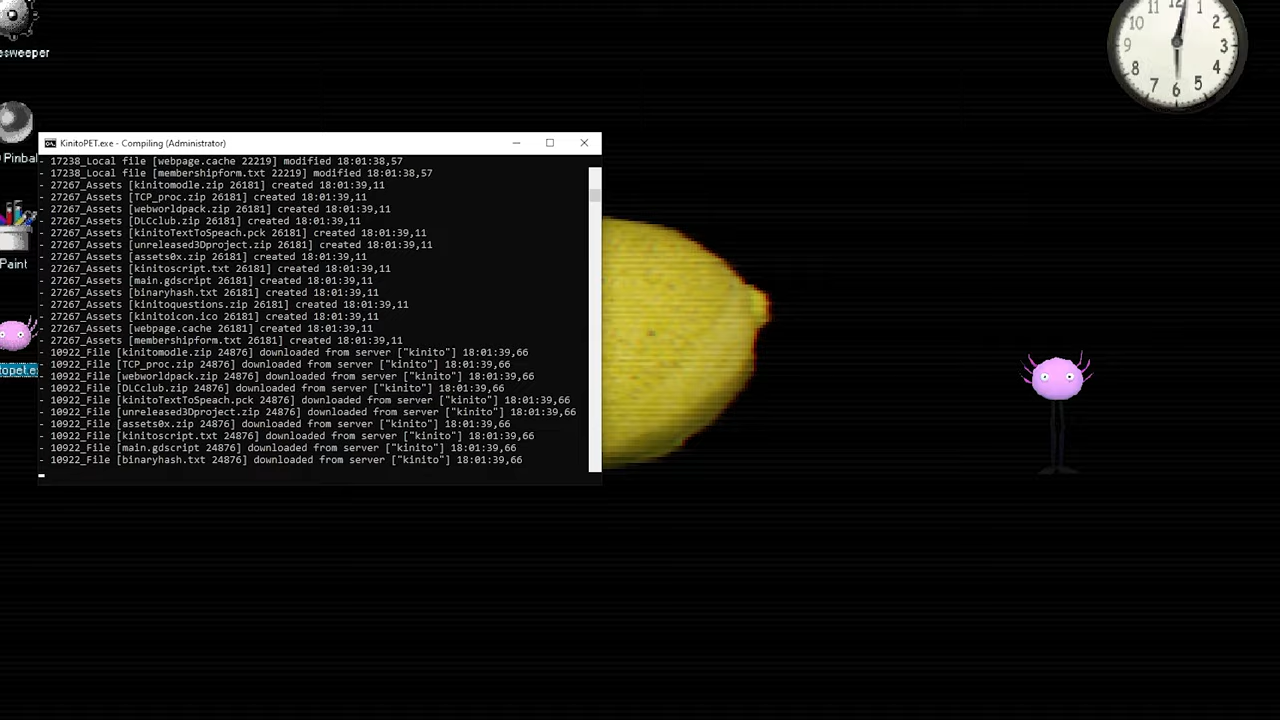 esweeper
Pinball
Paint
topet.ex
11 12 1
10 2
9 3
8 4
7 6 5
KinitoPET.exe - Compiling (Administrator)
- 17238_Local file [webpage.cache 22219] modified 18:01:38,57
- 17238_Local file [membershipform.txt 22219] modified 18:01:38,57
- 27267_Assets [kinitomodle.zip 26181] created 18:01:39,11
- 27267_Assets [TCP_proc.zip 26181] created 18:01:39,11
- 27267_Assets [webworldpack.zip 26181] created 18:01:39,11
- 27267_Assets [DLCclub.zip 26181] created 18:01:39,11
- 27267_Assets [kinitoTextToSpeach.pck 26181] created 18:01:39,11
- 27267_Assets [unreleased3Dproject.zip 26181] created 18:01:39,11
- 27267_Assets [assets0x.zip 26181] created 18:01:39,11
- 27267_Assets [kinitoscript.txt 26181] created 18:01:39,11
- 27267_Assets [main.gdscript 26181] created 18:01:39,11
- 27267_Assets [binaryhash.txt 26181] created 18:01:39,11
- 27267_Assets [kinitoquestions.zip 26181] created 18:01:39,11
- 27267_Assets [kinitoicon.ico 26181] created 18:01:39,11
- 27267_Assets [webpage.cache 26181] created 18:01:39,11
- 27267_Assets [membershipform.txt 26181] created 18:01:39,11
- 10922_File [kinitomodle.zip 24876] downloaded from server ["kinito"] 18:01:39,66
- 10922_File [TCP_proc.zip 24876] downloaded from server ["kinito"] 18:01:39,66
- 10922_File [webworldpack.zip 24876] downloaded from server ["kinito"] 18:01:39,66
- 10922_File [DLCclub.zip 24876] downloaded from server ["kinito"] 18:01:39,66
- 10922_File [kinitoTextToSpeach.pck 24876] downloaded from server ["kinito"] 18:01:39,66
- 10922_File [unreleased3Dproject.zip 24876] downloaded from server ["kinito"] 18:01:39,66
- 10922_File [assets0x.zip 24876] downloaded from server ["kinito"] 18:01:39,66
- 10922_File [kinitoscript.txt 24876] downloaded from server ["kinito"] 18:01:39,66
- 10922_File [main.gdscript 24876] downloaded from server ["kinito"] 18:01:39,66
- 10922_File [binaryhash.txt 24876] downloaded from server ["kinito"] 18:01:39,66